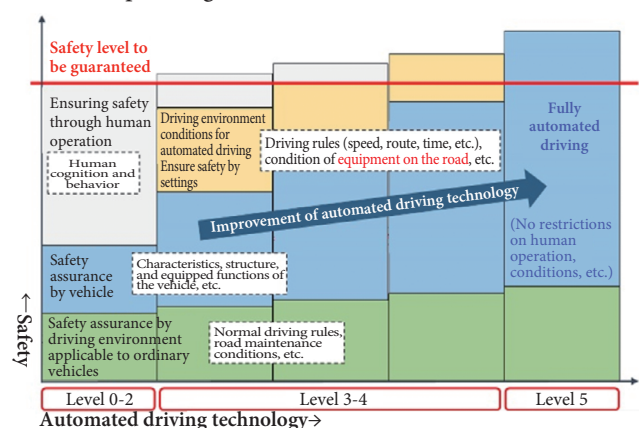 Safety level to
be guaranteed
Ensuring safety
through human
operation
Human
cognition and
behavior
Driving environment
conditions for
automated driving
Ensure safety by
settings
Driving rules (speed, route, time, etc.),
condition of equipment on the road, etc.
Fully
automated
driving
Improvement of automated driving technology
(No restrictions
on human
operation,
conditions, etc.)
Safety
assurance
by vehicle
Characteristics, structure,
and equipped functions of
the vehicle, etc.
Safety assurance by
driving environment
applicable to ordinary
vehicles
Normal driving rules,
road maintenance
conditions, etc.
←Safety
Level 0-2
Level 3-4
Level 5
Automated driving technology→